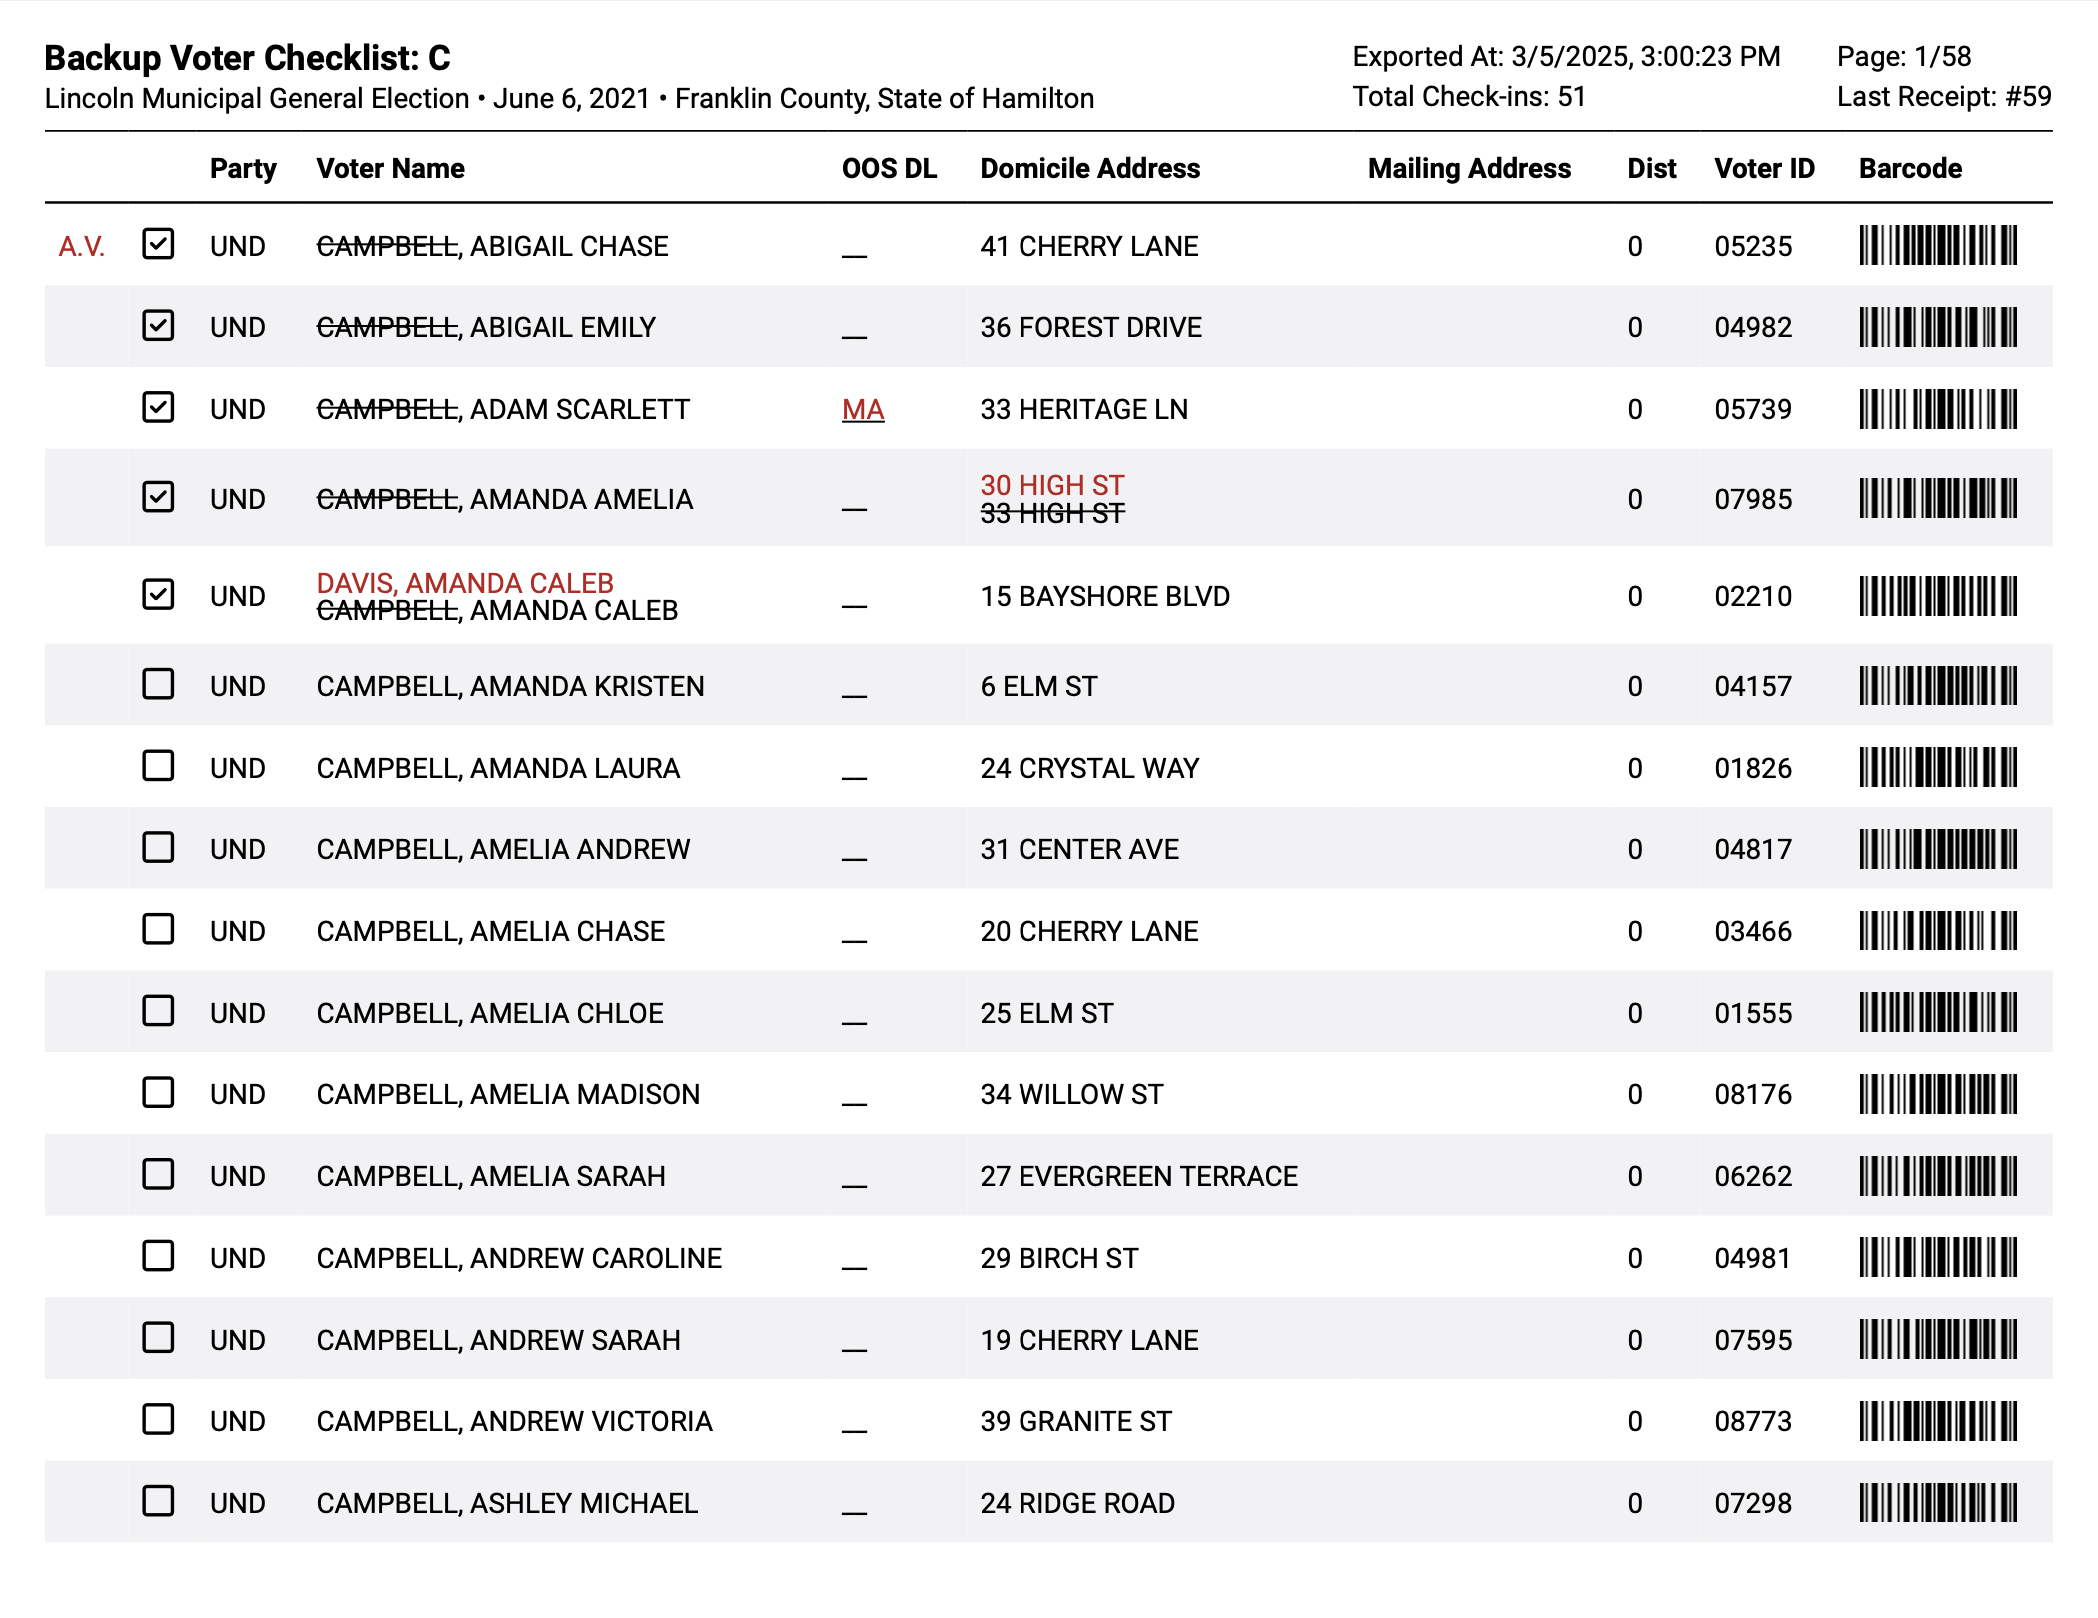 Backup Voter Checklist: C
Exported At: 3/5/2025, 3:00:23 PM Page: 1/58
Lincoln Municipal General Election • June 6, 2021 • Franklin County, State of Hamilton
Total Check-ins: 51 Last Receipt: #59
Party Voter Name OOS DL Domicile Address Mailing Address Dist Voter ID Barcode
A.V. UND CAMPBELL, ABIGAIL CHASE __ 41 CHERRY LANE 0 05235
UND CAMPBELL, ABIGAIL EMILY __ 36 FOREST DRIVE 0 04982
UND CAMPBELL, ADAM SCARLETT MA 33 HERITAGE LN 0 05739
30 HIGH ST
UND CAMPBELL, AMANDA AMELIA __ 33 HIGH ST 0 07985
DAVIS, AMANDA CALEB
UND CAMPBELL, AMANDA CALEB __ 15 BAYSHORE BLVD 0 02210
UND CAMPBELL, AMANDA KRISTEN __ 6 ELM ST 0 04157
UND CAMPBELL, AMANDA LAURA __ 24 CRYSTAL WAY 0 01826
UND CAMPBELL, AMELIA ANDREW __ 31 CENTER AVE 0 04817
UND CAMPBELL, AMELIA CHASE __ 20 CHERRY LANE 0 03466
UND CAMPBELL, AMELIA CHLOE __ 25 ELM ST 0 01555
UND CAMPBELL, AMELIA MADISON __ 34 WILLOW ST 0 08176
UND CAMPBELL, AMELIA SARAH __ 27 EVERGREEN TERRACE 0 06262
UND CAMPBELL, ANDREW CAROLINE __ 29 BIRCH ST 0 04981
UND CAMPBELL, ANDREW SARAH __ 19 CHERRY LANE 0 07595
UND CAMPBELL, ANDREW VICTORIA __ 39 GRANITE ST 0 08773
UND CAMPBELL, ASHLEY MICHAEL __ 24 RIDGE ROAD 0 07298